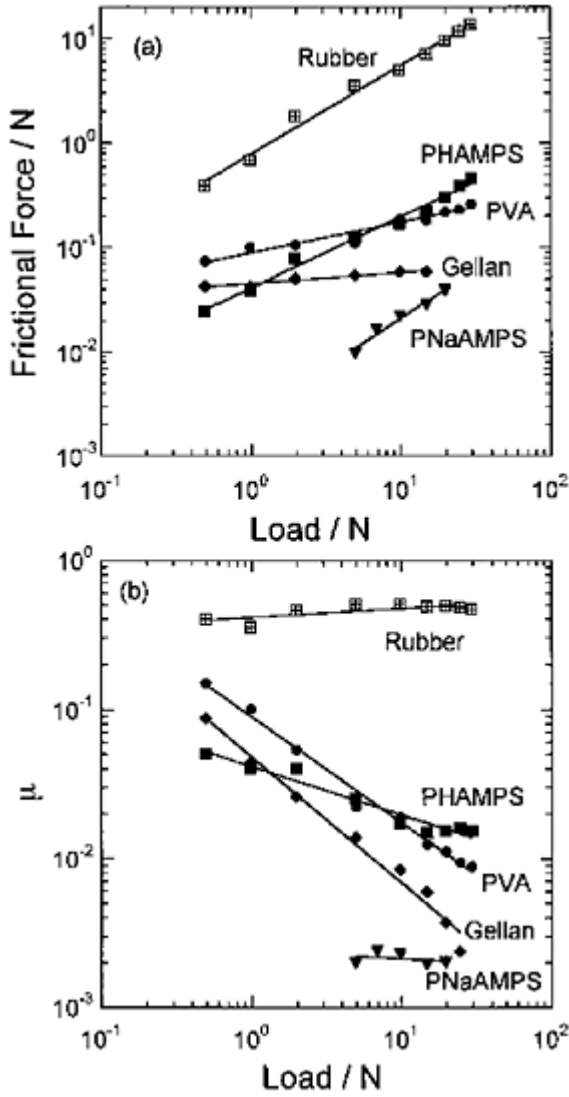 (a)
Rubber
PHAMPS
PVA
Gellan
PNaAMPS
Frictional Force / N
10¹
10⁰
10⁻¹
10⁻²
10⁻³
10⁻¹ 10⁰ 10¹ 10²
Load / N
(b)
Rubber
PHAMPS
PVA
Gellan
PNaAMPS
μ
10⁰
10⁻¹
10⁻²
10⁻³
10⁻¹ 10⁰ 10¹ 10²
Load / N